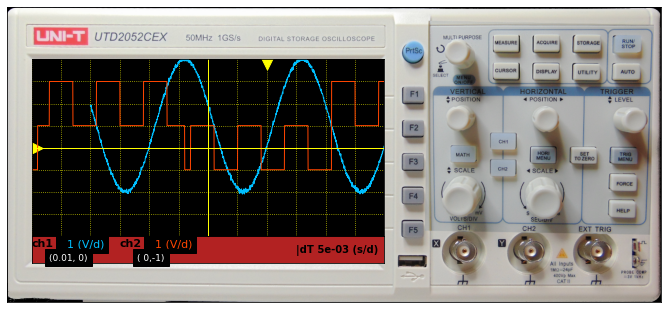 UNI-T UTD2052CEX 50MHz 1GS/s DIGITAL STORAGE OSCILLOSCOPE
PrtSc
MULTI PURPOSE
SELECT
MEASURE ACQUIRE STORAGE RUN/ STOP
CURSOR DISPLAY UTILITY AUTO
F1
F2
F3
F4
F5
VERTICAL HORIZONTAL TRIGGER
POSITION POSITION LEVEL
CH1
MATH HORI MENU SET TO ZERO TRIG MENU
CH2
SCALE SCALE FORCE
HELP
VOLTS/DIV
CH1 CH2 EXT TRIG
X Y
All Inputs
CAT II
ch1 1 (V/d) ch2 1 (V/d) |dT 5e-03 (s/d)
(0.01, 0) ( 0,-1)